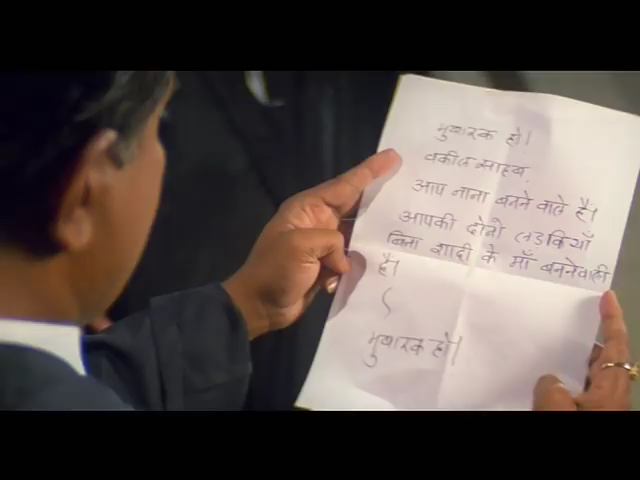 मुबारक हो।
वकील साहब,
आप नाना बनने वाले हैं।
आपकी दोनो लड़कियाँ
बिना शादी के माँ बननेवाली
है।
मुबारक हो।